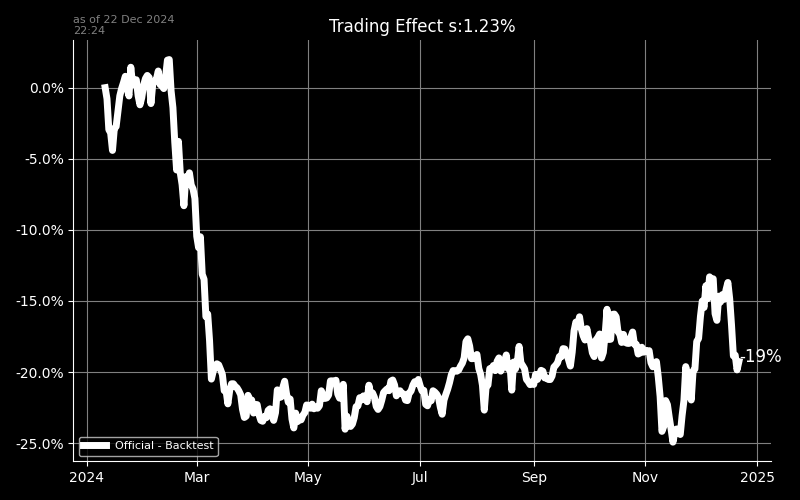 as of 22 Dec 2024
22:24
Trading Effect s:1.23%
0.0%
-5.0%
-10.0%
-15.0%
-20.0%
-25.0%
-19%
Official - Backtest
2024 Mar May Jul Sep Nov 2025